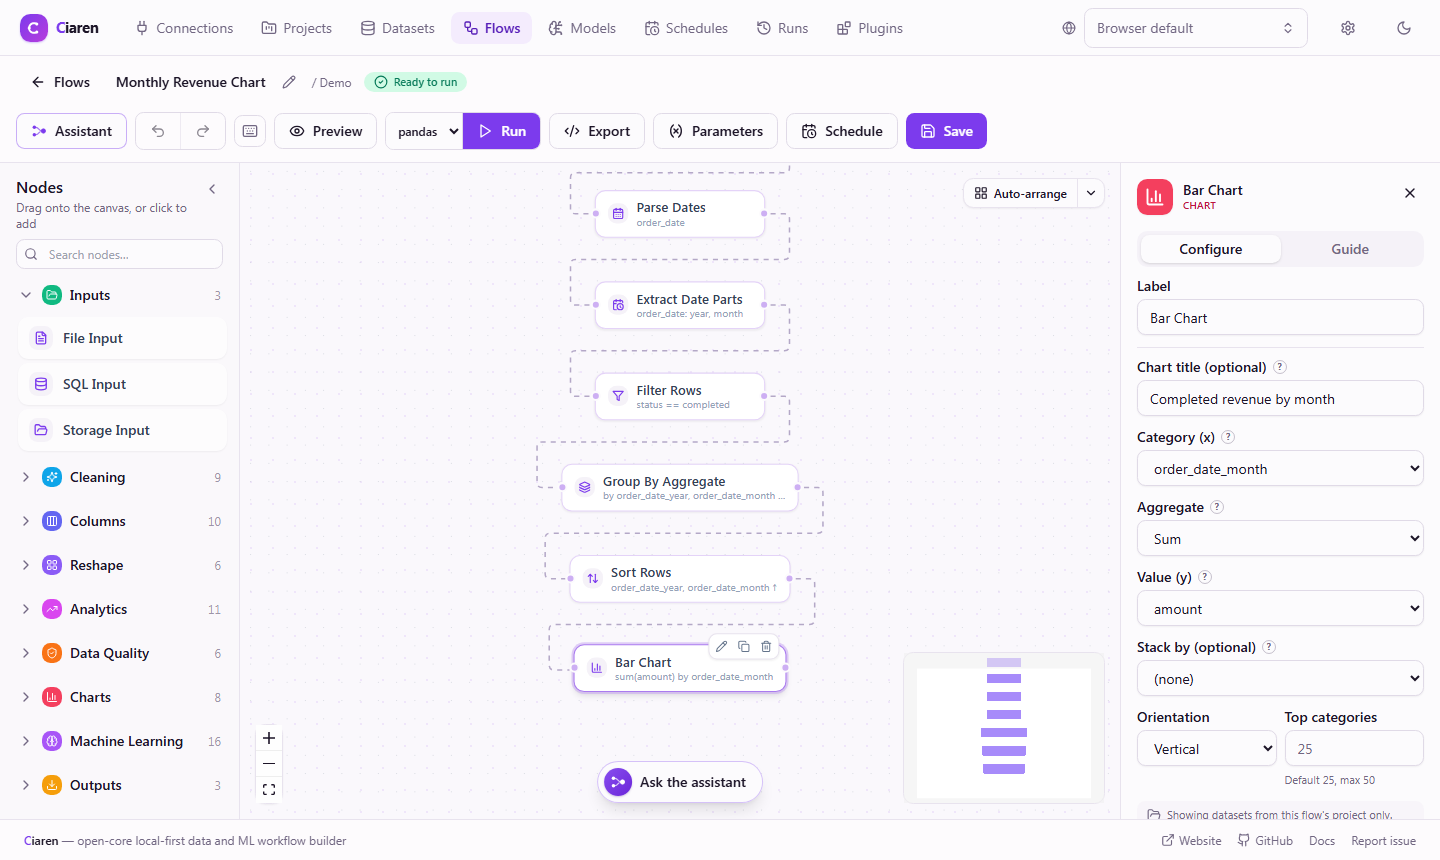 C Ciaren
Connections
Projects
Datasets
Flows
Models
Schedules
Runs
Plugins
Browser default
Flows
Monthly Revenue Chart
/ Demo
Ready to run
Assistant
Preview
pandas
Run
Export
Parameters
Schedule
Save
Nodes
Drag onto the canvas, or click to
add
Search nodes...
Inputs 3
File Input
SQL Input
Storage Input
Cleaning 9
Columns 10
Reshape 6
Analytics 11
Data Quality 6
Charts 8
Machine Learning 16
Outputs 3
Auto-arrange
Parse Dates
order_date
Extract Date Parts
order_date: year, month
Filter Rows
status == completed
Group By Aggregate
by order_date_year, order_date_month ...
Sort Rows
order_date_year, order_date_month ↑
Bar Chart
sum(amount) by order_date_month
Ask the assistant
Bar Chart
CHART
Configure
Guide
Label
Bar Chart
Chart title (optional) ?
Completed revenue by month
Category (x) ?
order_date_month
Aggregate ?
Sum
Value (y) ?
amount
Stack by (optional) ?
(none)
Orientation
Top categories
Vertical
25
Default 25, max 50
Showing datasets from this flow's project only.
Ciaren — open-core local-first data and ML workflow builder
Website
GitHub
Docs
Report issue